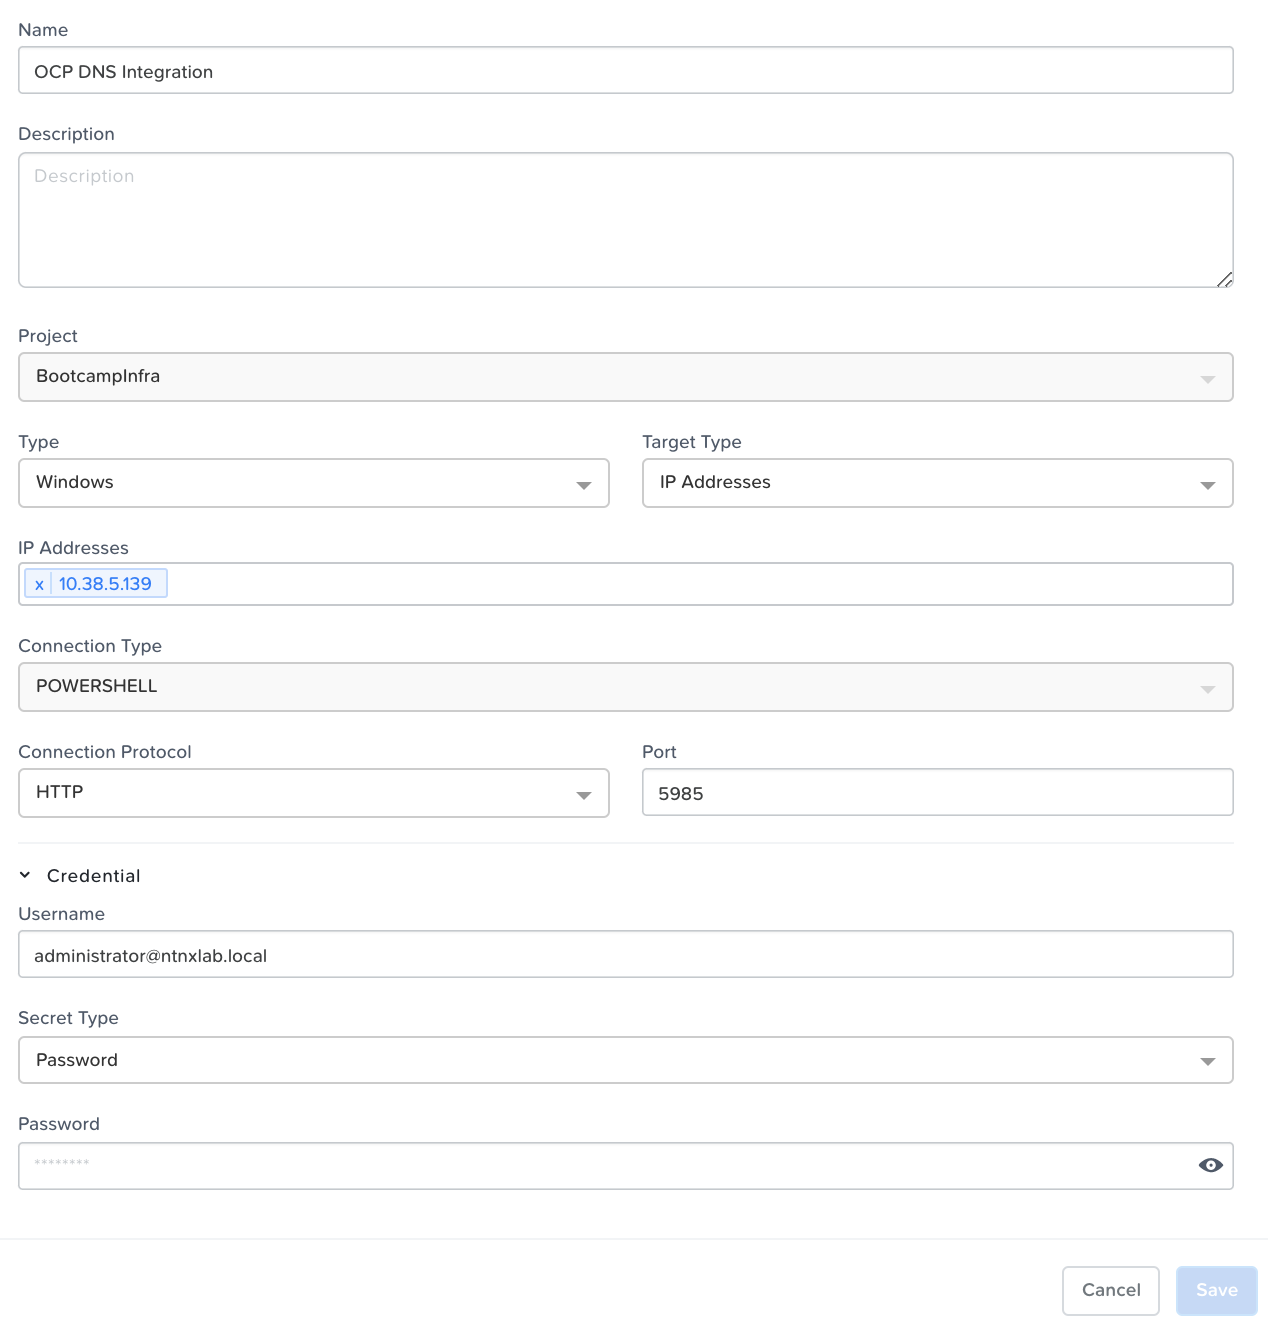 Name
OCP DNS Integration
Description
Description
Project
BootcampInfra
Type
Target Type
Windows
IP Addresses
IP Addresses
x 10.38.5.139
Connection Type
POWERSHELL
Connection Protocol
Port
HTTP
5985
Credential
Username
administrator@ntnxlab.local
Secret Type
Password
Password
********
Cancel
Save